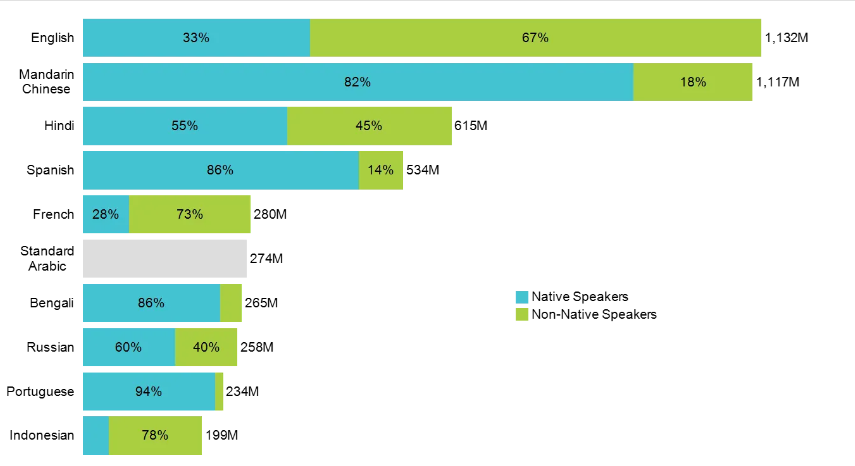 English 33% 67% 1,132M
Mandarin
Chinese 82% 18% 1,117M
Hindi 55% 45% 615M
Spanish 86% 14% 534M
French 28% 73% 280M
Standard
Arabic 274M
Bengali 86% 265M
Native Speakers
Non-Native Speakers
Russian 60% 40% 258M
Portuguese 94% 234M
Indonesian 78% 199M